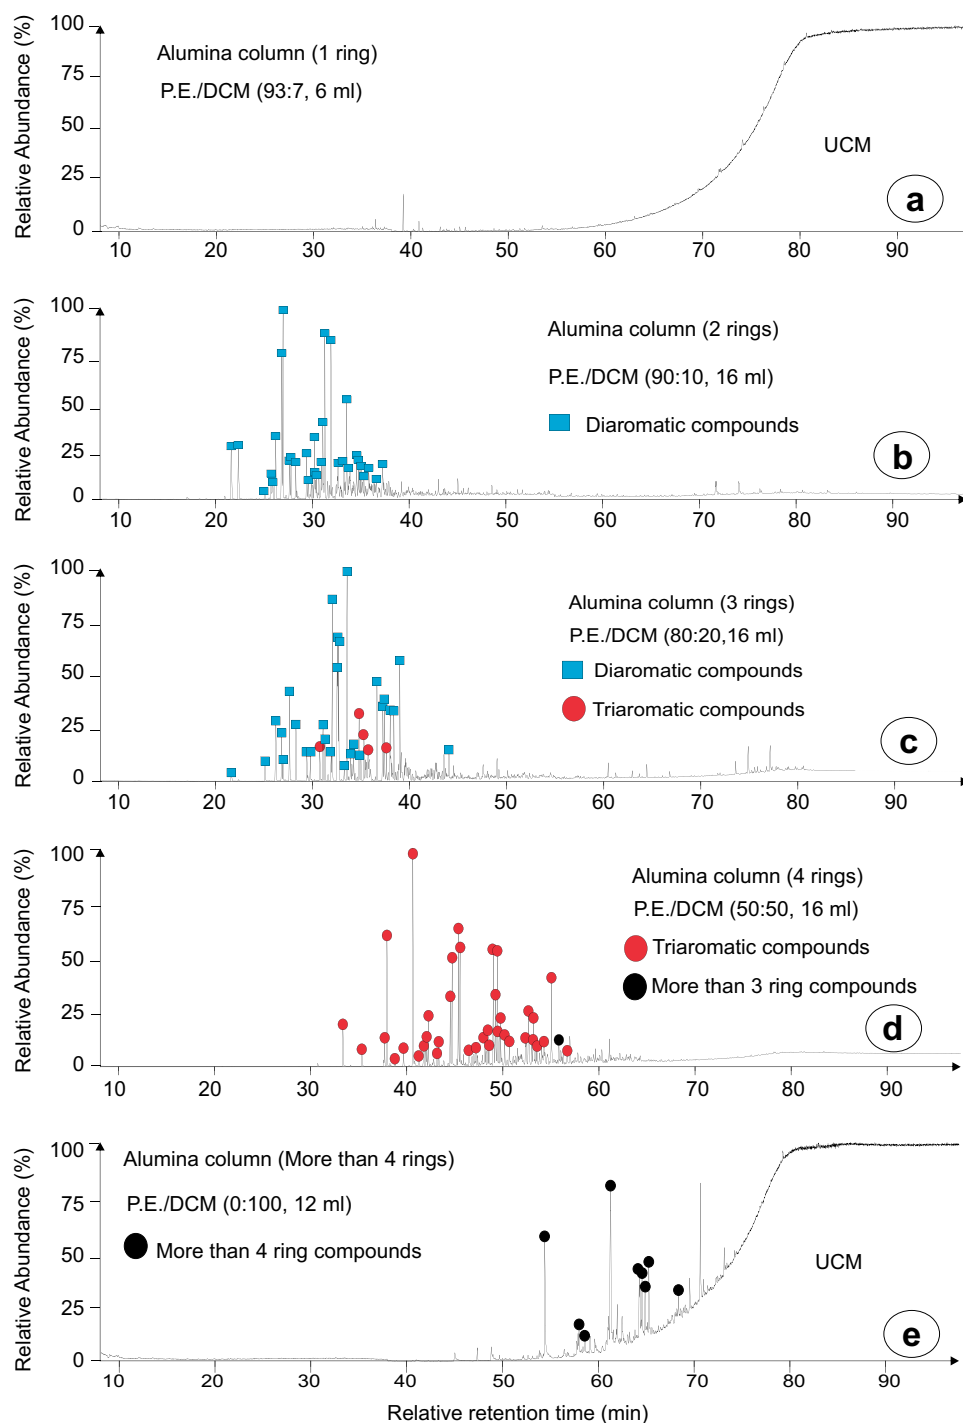 Relative Abundance (%)
100
75
50
25
0
Alumina column (1 ring)
P.E./DCM (93:7, 6 ml)
UCM
a
10 20 30 40 50 60 70 80 90
Relative Abundance (%)
100
75
50
25
0
Alumina column (2 rings)
P.E./DCM (90:10, 16 ml)
Diaromatic compounds
b
10 20 30 40 50 60 70 80 90
Relative Abundance (%)
100
75
50
25
0
Alumina column (3 rings)
P.E./DCM (80:20,16 ml)
Diaromatic compounds
Triaromatic compounds
c
10 20 30 40 50 60 70 80 90
Relative Abundance (%)
100
75
50
25
0
Alumina column (4 rings)
P.E./DCM (50:50, 16 ml)
Triaromatic compounds
More than 3 ring compounds
d
10 20 30 40 50 60 70 80 90
Relative Abundance (%)
100
75
50
25
0
Alumina column (More than 4 rings)
P.E./DCM (0:100, 12 ml)
More than 4 ring compounds
UCM
e
10 20 30 40 50 60 70 80 90
Relative retention time (min)